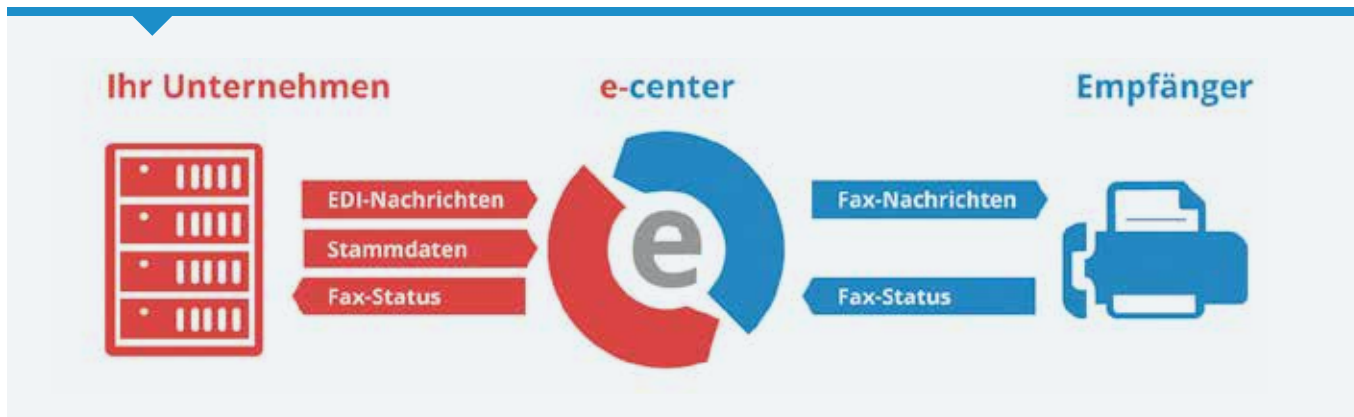 Ihr Unternehmen
e-center
Empfänger
EDI-Nachrichten
Stammdaten
Fax-Status
e
Fax-Nachrichten
Fax-Status